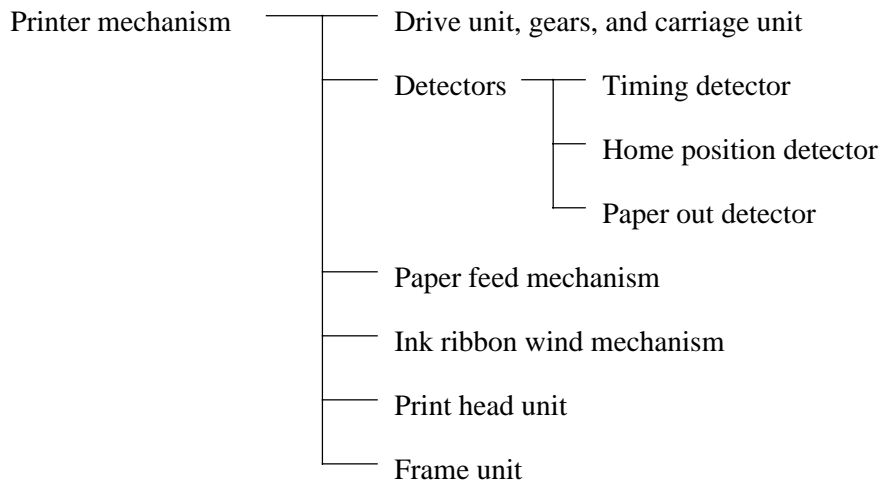 Printer mechanism Drive unit, gears, and carriage unit
Detectors Timing detector
Home position detector
Paper out detector
Paper feed mechanism
Ink ribbon wind mechanism
Print head unit
Frame unit